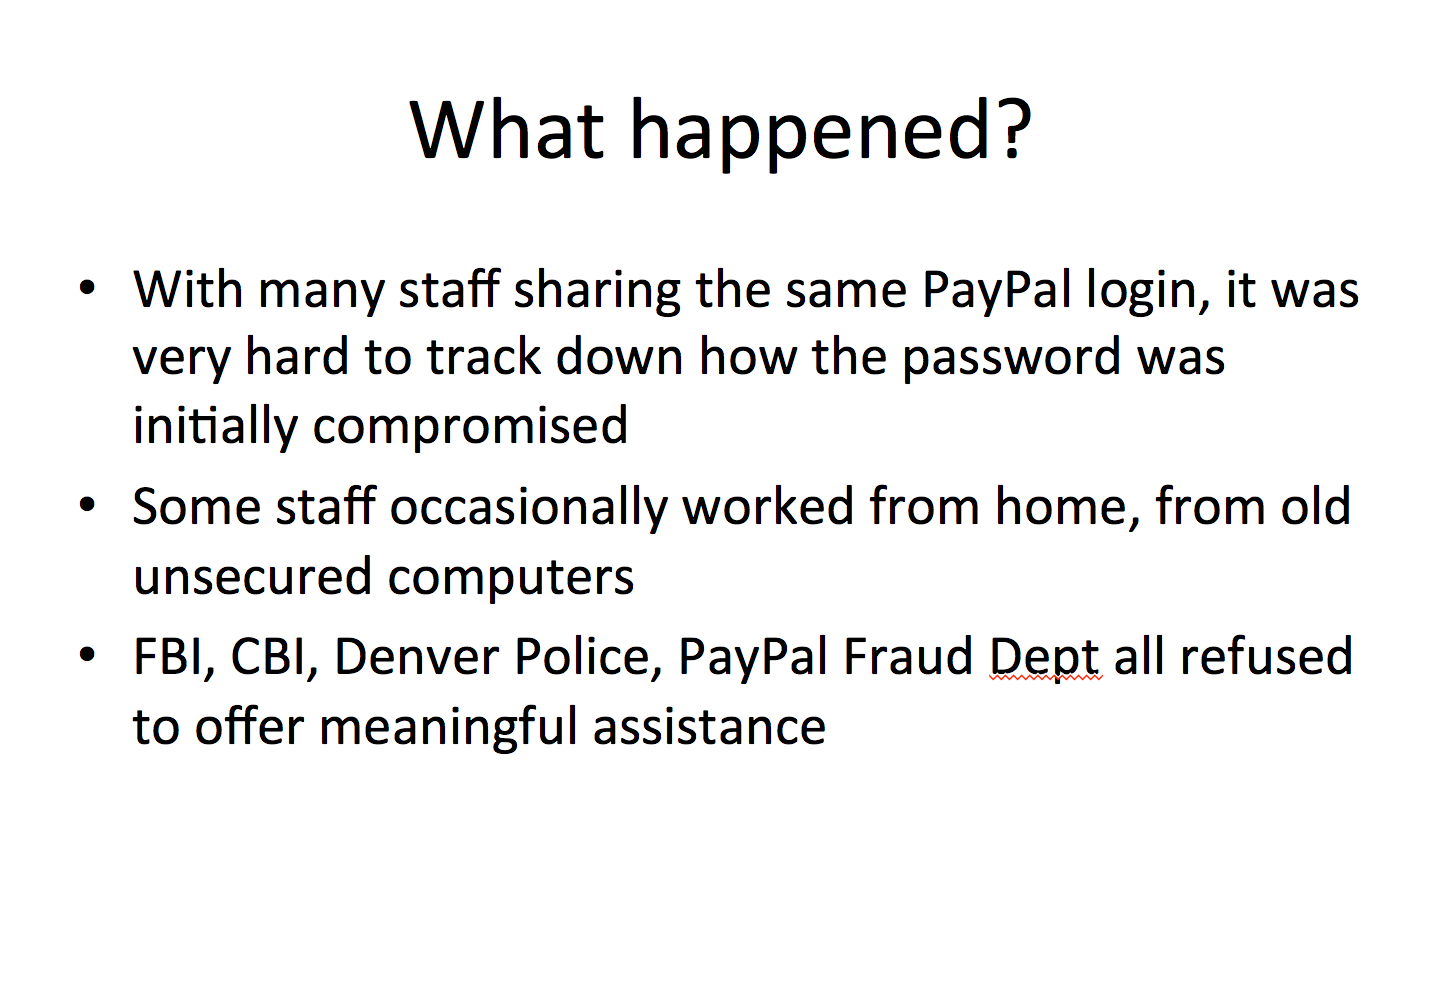 What happened?
• With many staff sharing the same PayPal login, it was
very hard to track down how the password was
initially compromised
• Some staff occasionally worked from home, from old
unsecured computers
• FBI, CBI, Denver Police, PayPal Fraud Dept all refused
to offer meaningful assistance